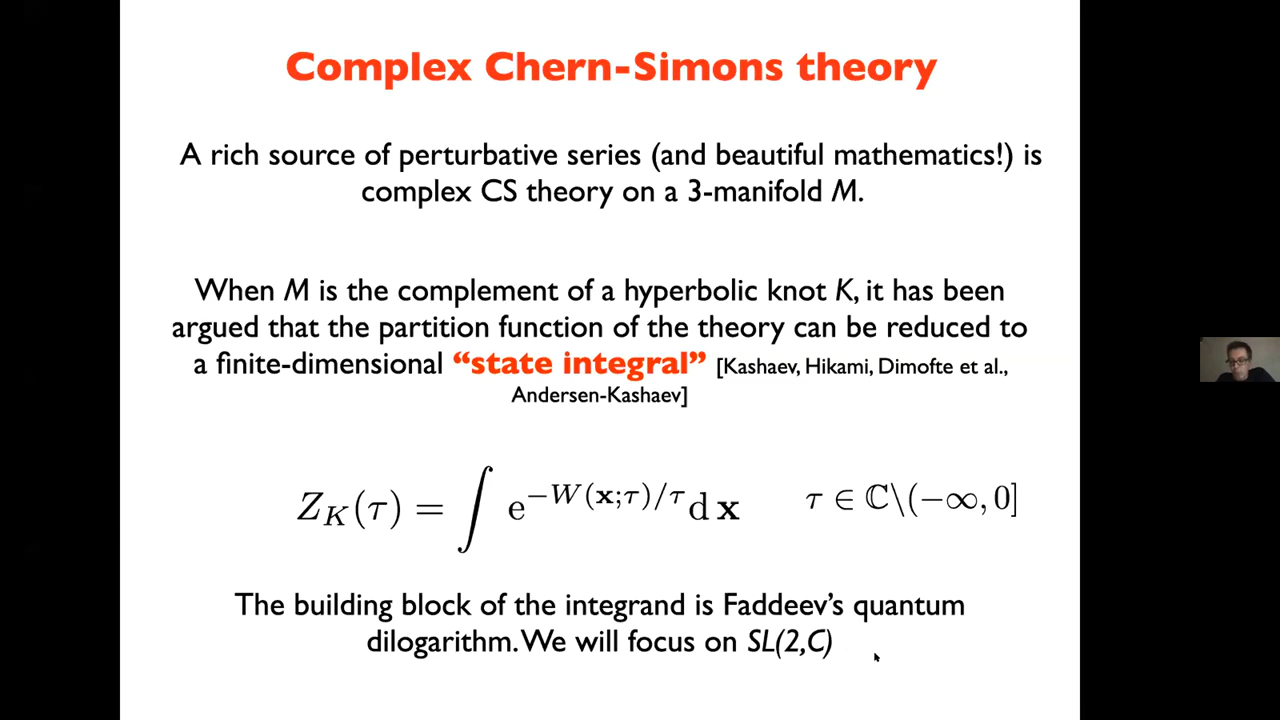 Complex Chern-Simons theory
A rich source of perturbative series (and beautiful mathematics!) is
complex CS theory on a 3-manifold M.
When M is the complement of a hyperbolic knot K, it has been
argued that the partition function of the theory can be reduced to
a finite-dimensional “state integral” [Kashaev, Hikami, Dimofte et al.,
Andersen-Kashaev]
Z_K(τ) = ∫ e^{−W(𝐱;τ)/τ} d 𝐱    τ ∈ ℂ\(−∞, 0]
The building block of the integrand is Faddeev’s quantum
dilogarithm. We will focus on SL(2,C)